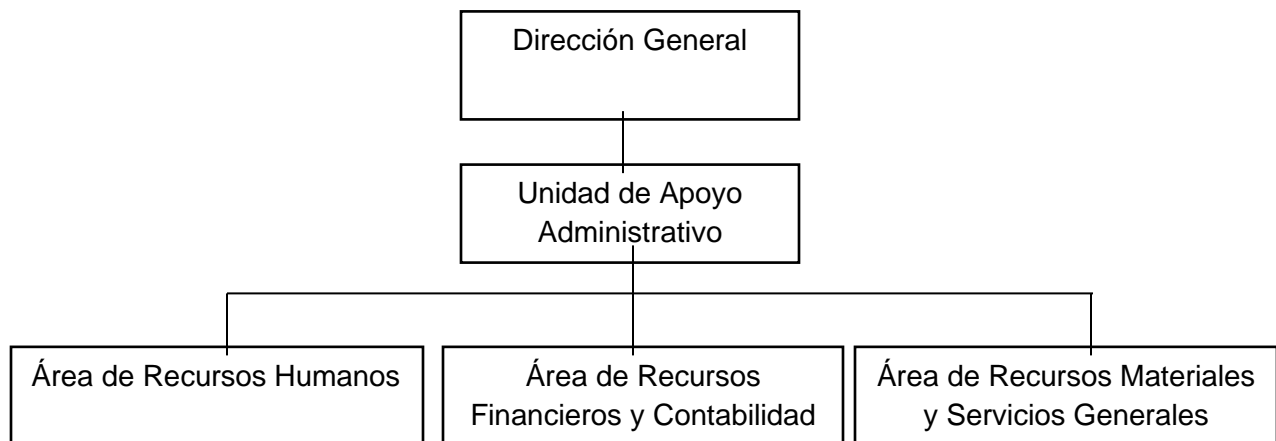 Dirección General
Unidad de Apoyo
Administrativo
Área de Recursos Humanos
Área de Recursos
Financieros y Contabilidad
Área de Recursos Materiales
y Servicios Generales